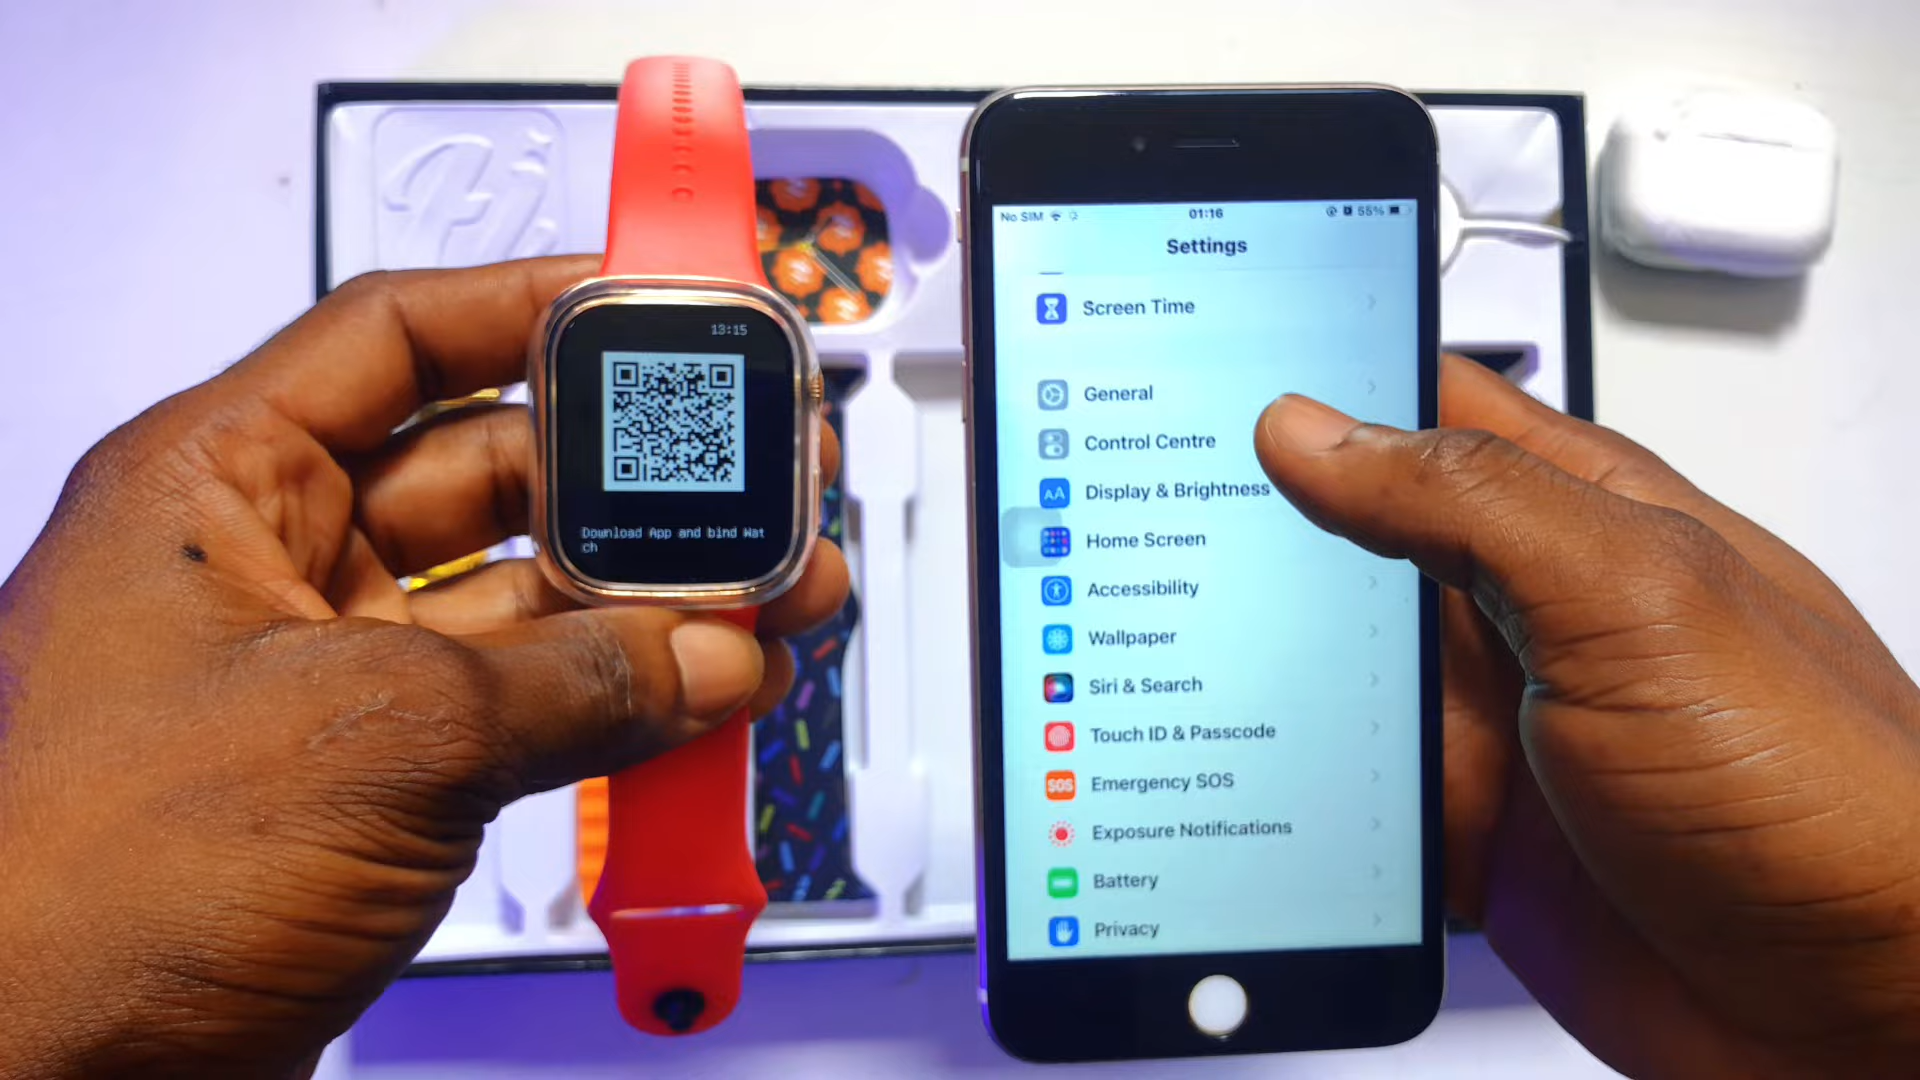 13:15
Download App and bind Wat
ch
No SIM
01:16
55%
Settings
Screen Time
General
Control Centre
AA
Display & Brightness
Home Screen
Accessibility
Wallpaper
Siri & Search
Touch ID & Passcode
SOS
Emergency SOS
Exposure Notifications
Battery
Privacy